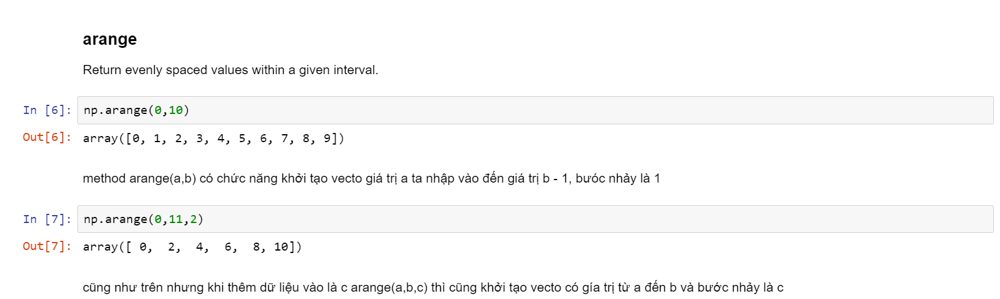 arange
Return evenly spaced values within a given interval.
In [6]: np.arange(0,10)
Out[6]: array([0, 1, 2, 3, 4, 5, 6, 7, 8, 9])
method arange(a,b) có chức năng khởi tạo vecto giá trị a ta nhập vào đến giá trị b - 1, bước nhảy là 1
In [7]: np.arange(0,11,2)
Out[7]: array([ 0,  2,  4,  6,  8, 10])
cũng như trên nhưng khi thêm dữ liệu vào là c arange(a,b,c) thì cũng khởi tạo vecto có gía trị từ a đến b và bước nhảy là c